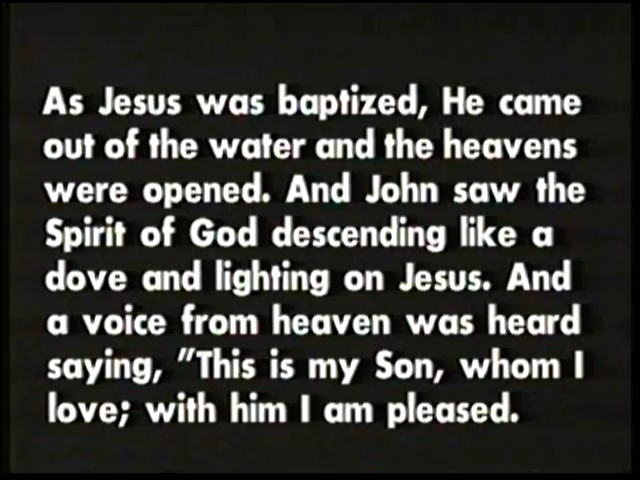 As Jesus was baptized, He came
out of the water and the heavens
were opened. And John saw the
Spirit of God descending like a
dove and lighting on Jesus. And
a voice from heaven was heard
saying, "This is my Son, whom I
love; with him I am pleased.